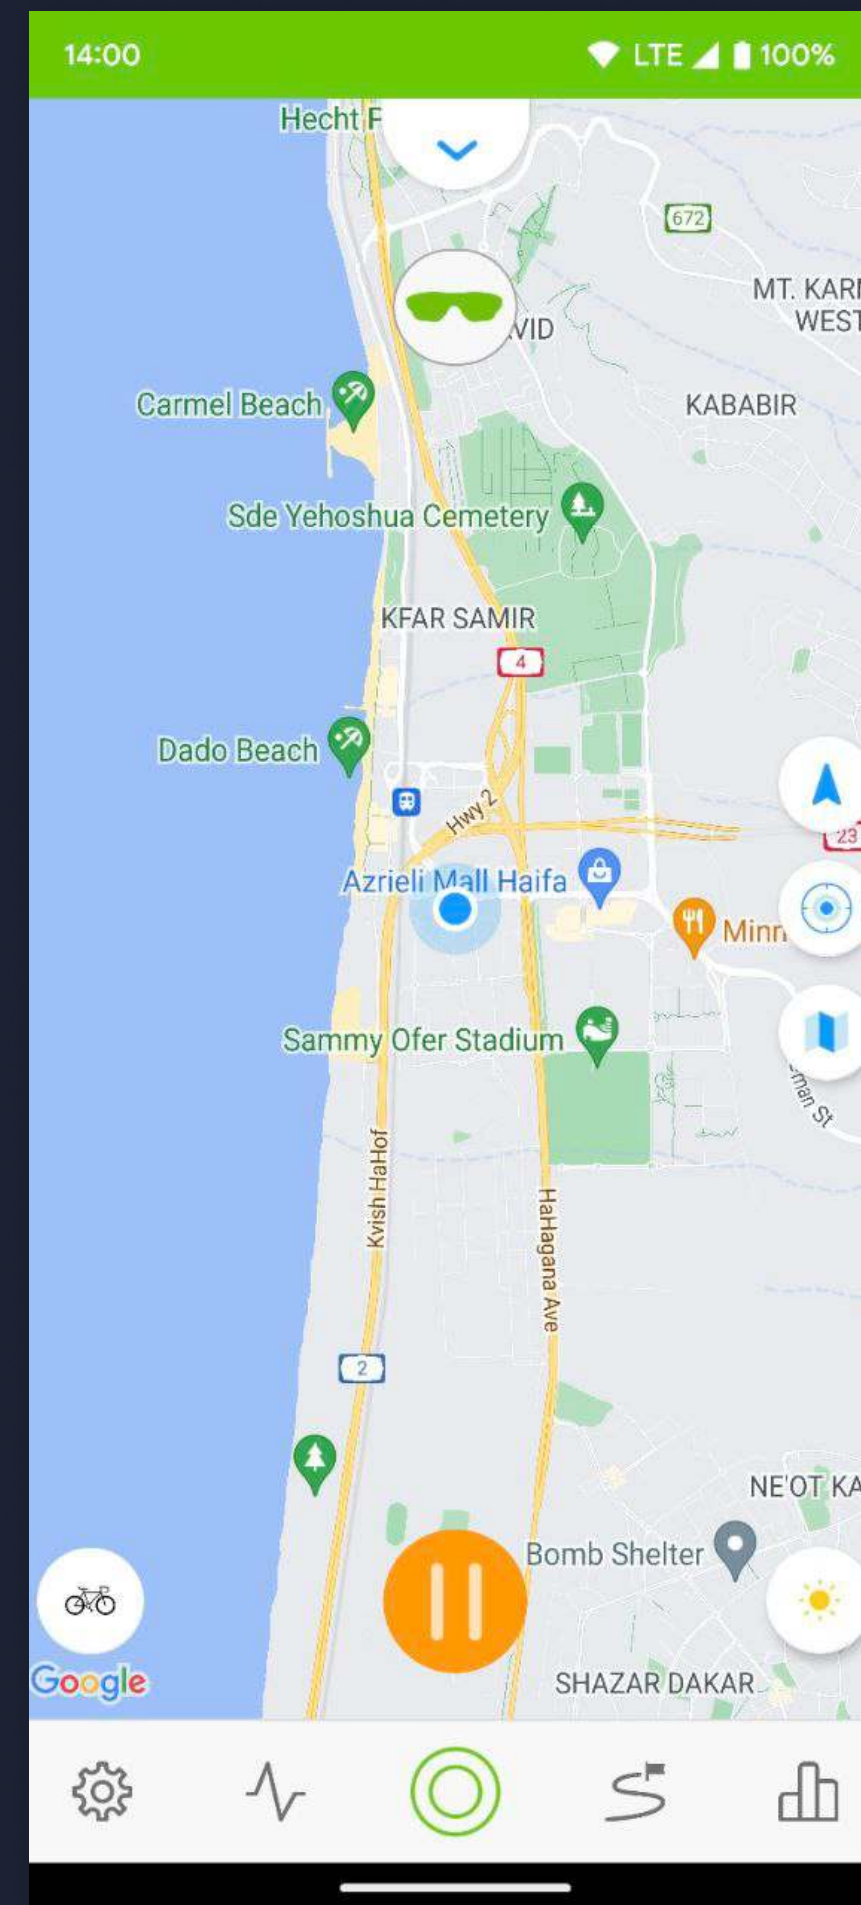 14:00
LTE
100%
Hecht F
672
MT. KAR
WEST
VID
Carmel Beach
KABABIR
Sde Yehoshua Cemetery
KFAR SAMIR
4
Dado Beach
Hwy 2
23
Azrieli Mall Haifa
Minn
Sammy Ofer Stadium
man St
Kvish HaHof
HaHagana Ave
2
NE'OT KA
Bomb Shelter
Google
SHAZAR DAKAR